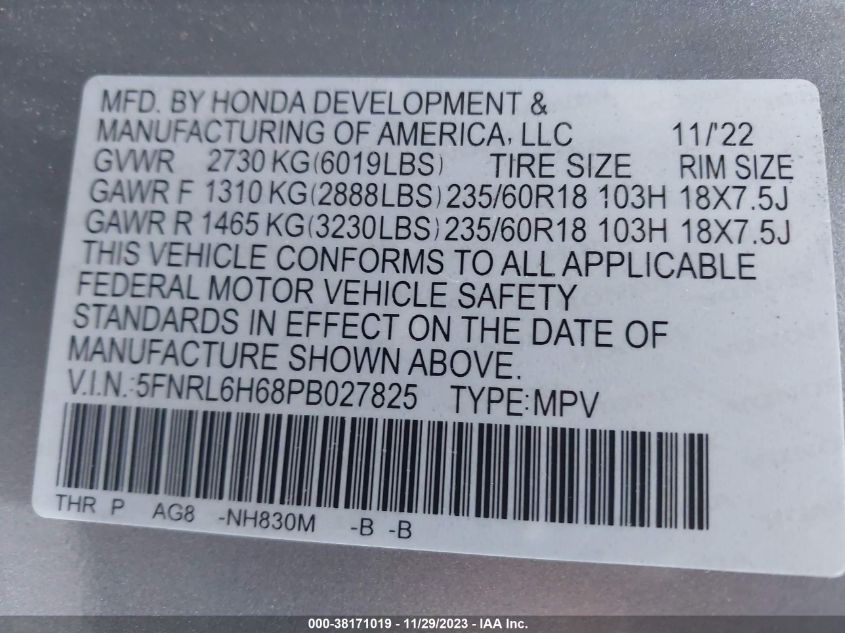 MFD. BY HONDA DEVELOPMENT &
MANUFACTURING OF AMERICA, LLC 11/'22
GVWR 2730 KG(6019LBS) TIRE SIZE RIM SIZE
GAWR F 1310 KG(2888LBS) 235/60R18 103H 18X7.5J
GAWR R 1465 KG(3230LBS) 235/60R18 103H 18X7.5J
THIS VEHICLE CONFORMS TO ALL APPLICABLE
FEDERAL MOTOR VEHICLE SAFETY
STANDARDS IN EFFECT ON THE DATE OF
MANUFACTURE SHOWN ABOVE.
V.I.N.:5FNRL6H68PB027825 TYPE:MPV
THR P AG8 -NH830M -B -B
000-38171019 - 11/29/2023 - IAA Inc.